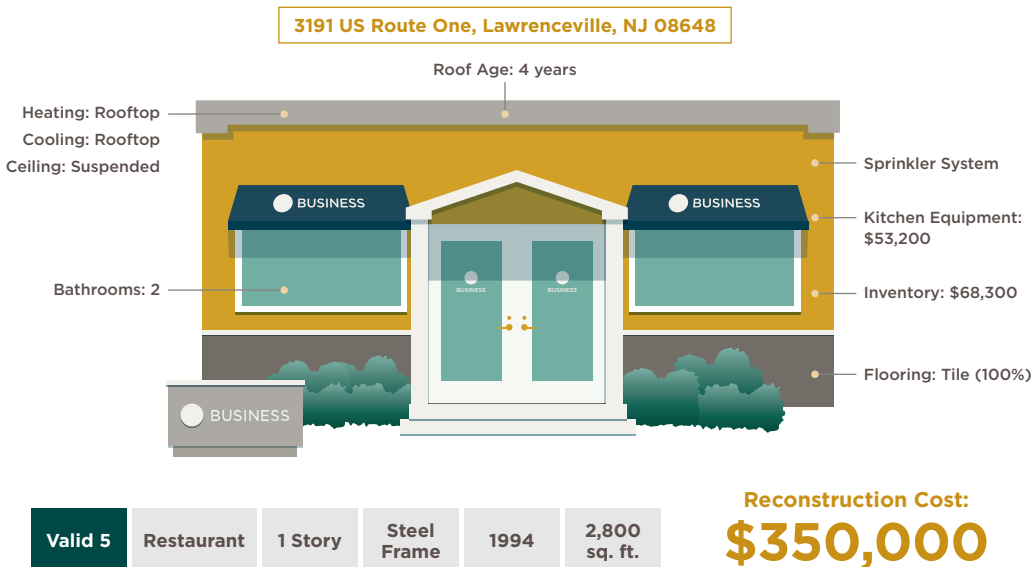 3191 US Route One, Lawrenceville, NJ 08648
Roof Age: 4 years
Heating: Rooftop
Cooling: Rooftop
Ceiling: Suspended
Sprinkler System
BUSINESS
BUSINESS
Kitchen Equipment:
$53,200
Bathrooms: 2
BUSINESS
BUSINESS
Inventory: $68,300
Flooring: Tile (100%)
BUSINESS
Valid 5
Restaurant
1 Story
Steel
Frame
1994
2,800
sq. ft.
Reconstruction Cost:
$350,000